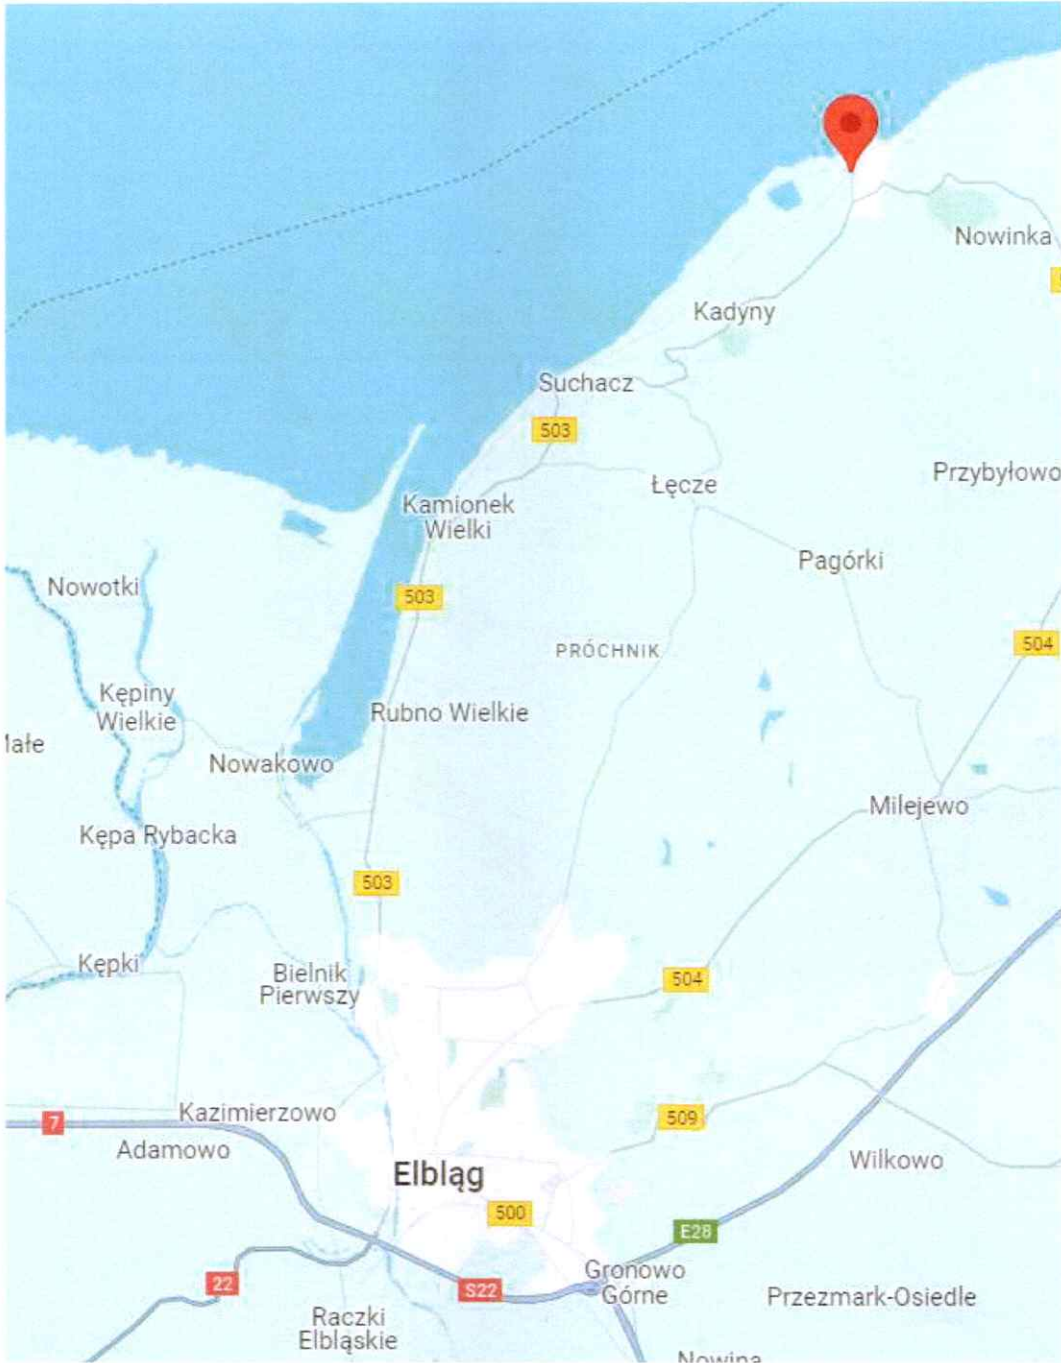 Nowinka
Kadyny
Suchacz
503
Łęcze
Przybyłowo
Kamionek
Wielki
Pagórki
Nowotki
503
504
PRÓCHNIK
Kępiny
Wielkie
Rubno Wielkie
Nowakowo
Milejewo
Kępa Rybacka
503
Kępki
Bielnik
Pierwszy
504
Kazimierzowo
7
509
Adamowo
Wilkowo
Elbląg
500
E28
Gronowo
Górne
22
S22
Przezmark-Osiedle
Raczki
Elbląskie
Nowina